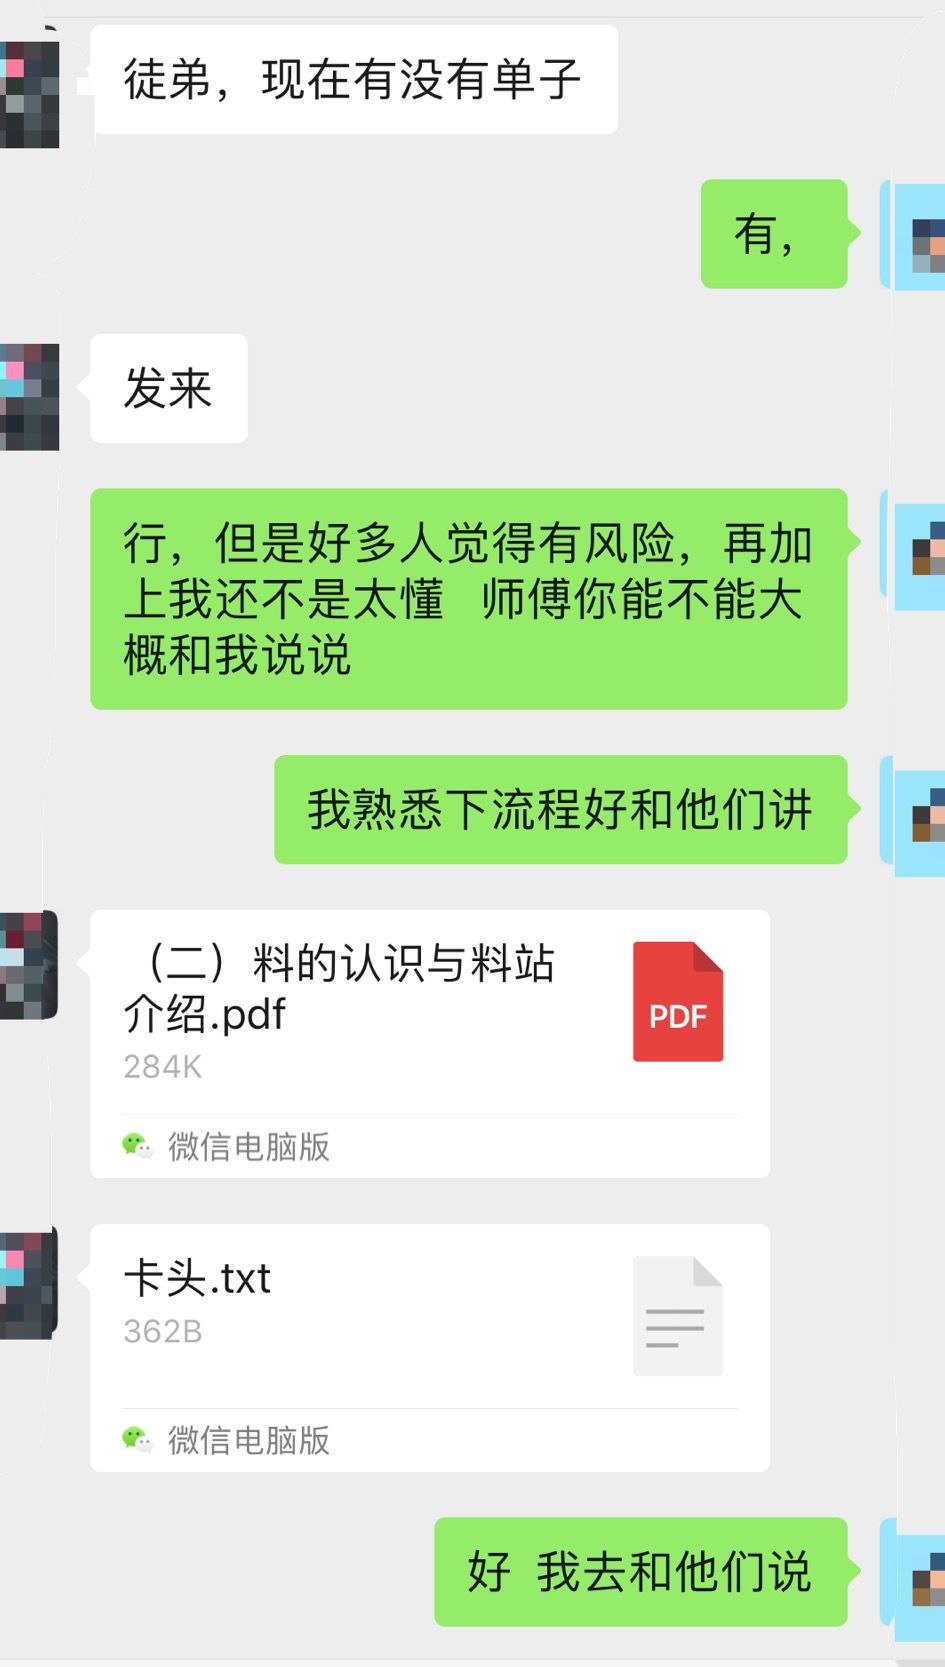 徒弟，现在有没有单子
有，
发来
行，但是好多人觉得有风险，再加
上我还不是太懂 师傅你能不能大
概和我说说
我熟悉下流程好和他们讲
（二）料的认识与料站
介绍.pdf
PDF
284K
微信电脑版
卡头.txt
362B
微信电脑版
好 我去和他们说